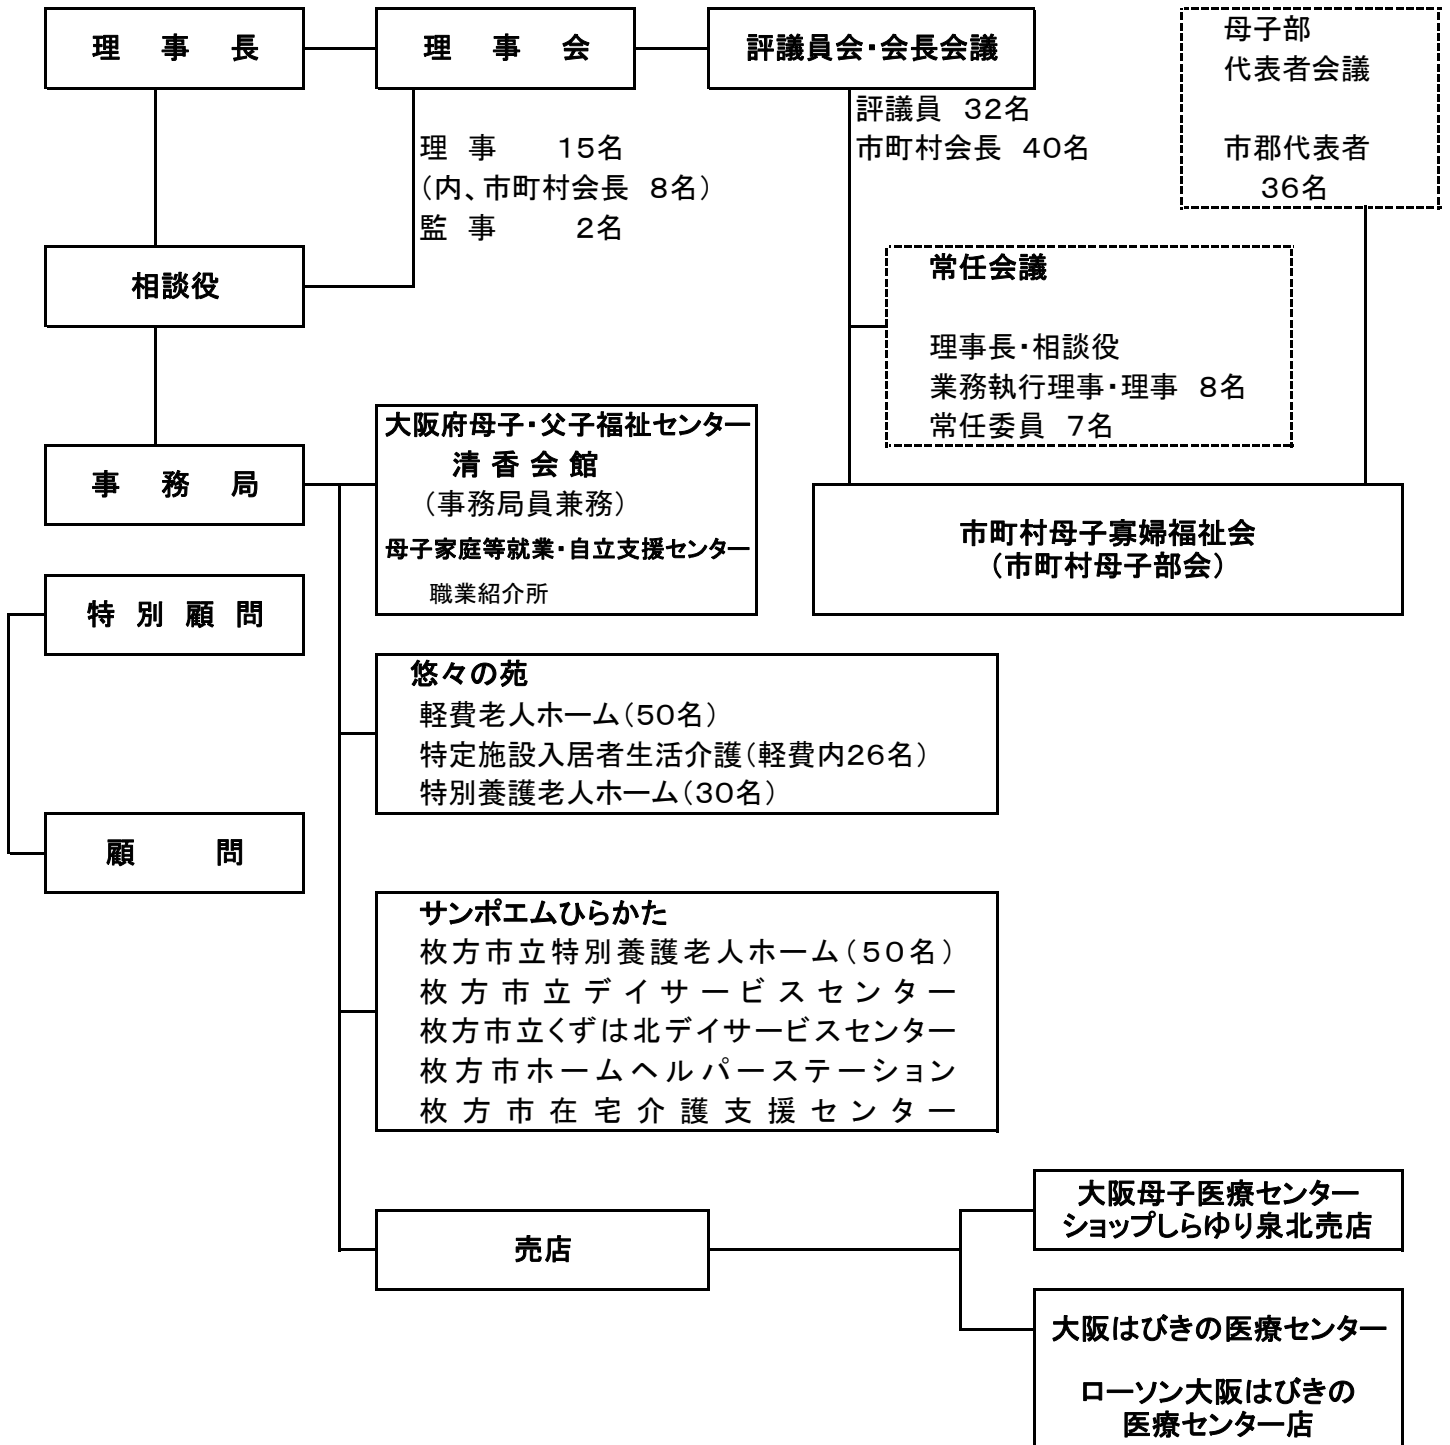 理 事 長
理 事 会
評議員会・会長会議
母子部
代表者会議
市郡代表者
36名
評議員 32名
市町村会長 40名
理 事 15名
(内、市町村会長 8名)
監 事 2名
相談役
常任会議
理事長・相談役
業務執行理事・理事 8名
常任委員 7名
事 務 局
大阪府母子・父子福祉センター
清 香 会 館
(事務局員兼務)
母子家庭等就業・自立支援センター
職業紹介所
市町村母子寡婦福祉会
(市町村母子部会)
特 別 顧 問
顧 問
悠々の苑
軽費老人ホーム(50名)
特定施設入居者生活介護(軽費内26名)
特別養護老人ホーム(30名)
サンポエムひらかた
枚方市立特別養護老人ホーム(50名)
枚方市立デイサービスセンター
枚方市立くずは北デイサービスセンター
枚方市ホームヘルパーステーション
枚方市在宅介護支援センター
売店
大阪母子医療センター
ショップしらゆり泉北売店
大阪はびきの医療センター
ローソン大阪はびきの
医療センター店